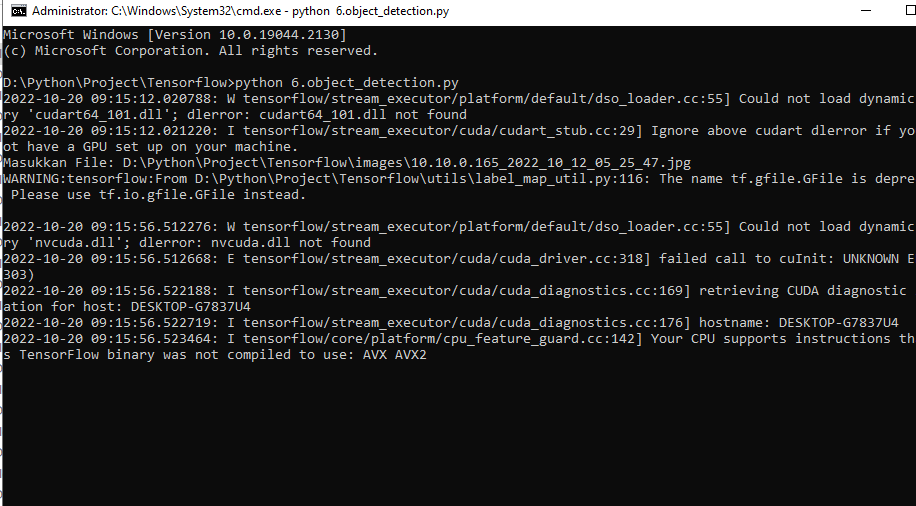 Administrator: C:\Windows\System32\cmd.exe - python  6.object_detection.py
Microsoft Windows [Version 10.0.19044.2130]
(c) Microsoft Corporation. All rights reserved.
D:\Python\Project\Tensorflow>python 6.object_detection.py
2022-10-20 09:15:12.020788: W tensorflow/stream_executor/platform/default/dso_loader.cc:55] Could not load dynamic
ry 'cudart64_101.dll'; dlerror: cudart64_101.dll not found
2022-10-20 09:15:12.021220: I tensorflow/stream_executor/cuda/cudart_stub.cc:29] Ignore above cudart dlerror if yo
ot have a GPU set up on your machine.
Masukkan File: D:\Python\Project\Tensorflow\images\10.10.0.165_2022_10_12_05_25_47.jpg
WARNING:tensorflow:From D:\Python\Project\Tensorflow\utils\label_map_util.py:116: The name tf.gfile.GFile is depre
 Please use tf.io.gfile.GFile instead.
2022-10-20 09:15:56.512276: W tensorflow/stream_executor/platform/default/dso_loader.cc:55] Could not load dynamic
ry 'nvcuda.dll'; dlerror: nvcuda.dll not found
2022-10-20 09:15:56.512668: E tensorflow/stream_executor/cuda/cuda_driver.cc:318] failed call to cuInit: UNKNOWN E
303)
2022-10-20 09:15:56.522188: I tensorflow/stream_executor/cuda/cuda_diagnostics.cc:169] retrieving CUDA diagnostic
ation for host: DESKTOP-G7837U4
2022-10-20 09:15:56.522719: I tensorflow/stream_executor/cuda/cuda_diagnostics.cc:176] hostname: DESKTOP-G7837U4
2022-10-20 09:15:56.523464: I tensorflow/core/platform/cpu_feature_guard.cc:142] Your CPU supports instructions th
s TensorFlow binary was not compiled to use: AVX AVX2